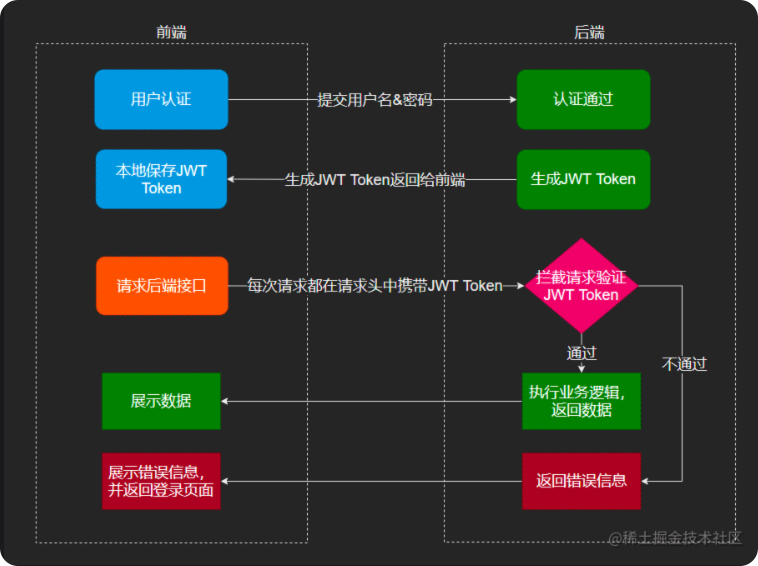 前端
后端
用户认证
提交用户名&密码
认证通过
本地保存JWT
Token
生成JWT Token返回给前端
生成JWT Token
请求后端接口
每次请求都在请求头中携带JWT Token
拦截请求验证
JWT Token
通过
不通过
展示数据
执行业务逻辑，
返回数据
展示错误信息，
并返回登录页面
返回错误信息
@稀土掘金技术社区